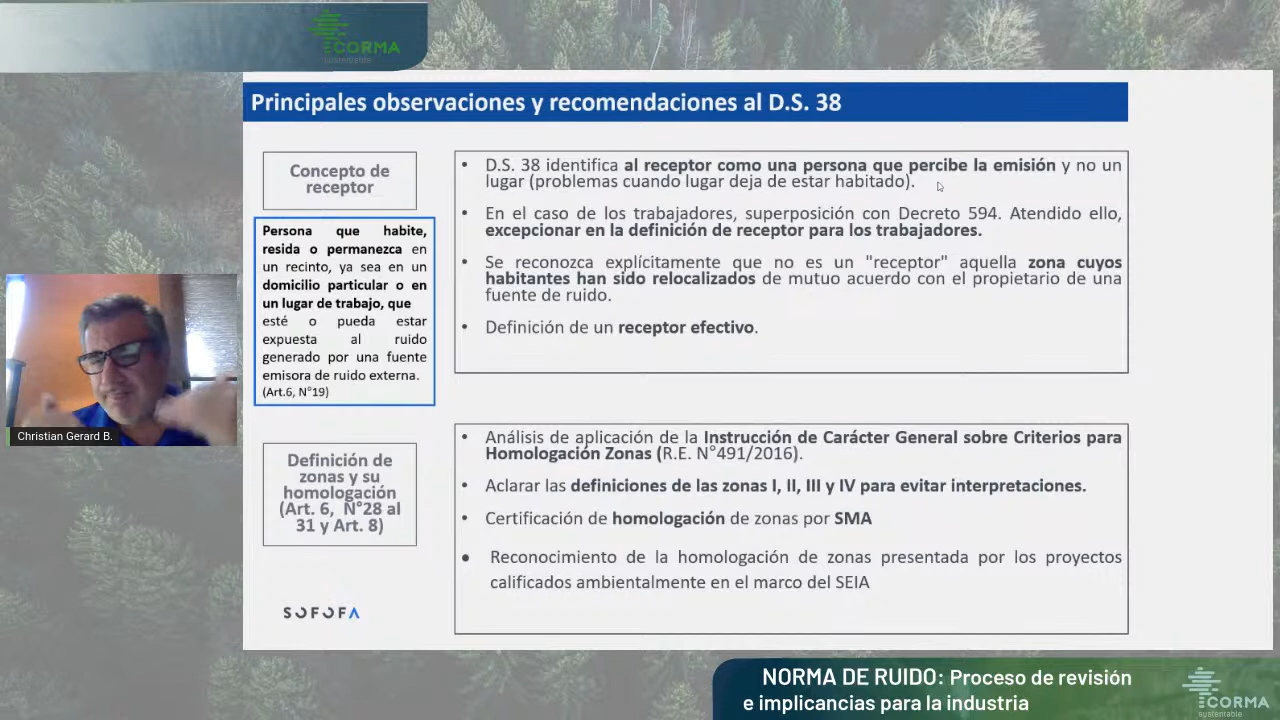 CORMA
sustentable
Principales observaciones y recomendaciones al D.S. 38
Concepto de
receptor
Persona que habite,
resida o permanezca en
un recinto, ya sea en un
domicilio particular o en
un lugar de trabajo, que
esté o pueda estar
expuesta al ruido
generado por una fuente
emisora de ruido externa.
(Art.6, N°19)
• D.S. 38 identifica al receptor como una persona que percibe la emisión y no un
lugar (problemas cuando lugar deja de estar habitado).
• En el caso de los trabajadores, superposición con Decreto 594. Atendido ello,
excepcionar en la definición de receptor para los trabajadores.
• Se reconozca explícitamente que no es un "receptor" aquella zona cuyos
habitantes han sido relocalizados de mutuo acuerdo con el propietario de una
fuente de ruido.
• Definición de un receptor efectivo.
Christian Gerard B.
Definición de
zonas y su
homologación
(Art. 6, N°28 al
31 y Art. 8)
• Análisis de aplicación de la Instrucción de Carácter General sobre Criterios para
Homologación Zonas (R.E. N°491/2016).
• Aclarar las definiciones de las zonas I, II, III y IV para evitar interpretaciones.
• Certificación de homologación de zonas por SMA
• Reconocimiento de la homologación de zonas presentada por los proyectos
calificados ambientalmente en el marco del SEIA
SOFOFA
NORMA DE RUIDO: Proceso de revisión
e implicancias para la industria
CORMA
sustentable